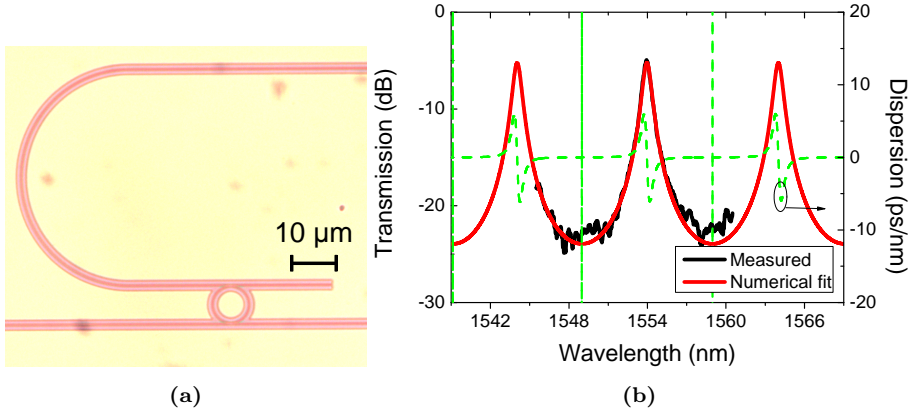 10 µm
(a)
Transmission (dB)
0
-10
-20
-30
1542
1548
1554
1560
1566
Wavelength (nm)
20
10
0
-10
-20
Dispersion (ps/nm)
Measured
Numerical fit
(b)